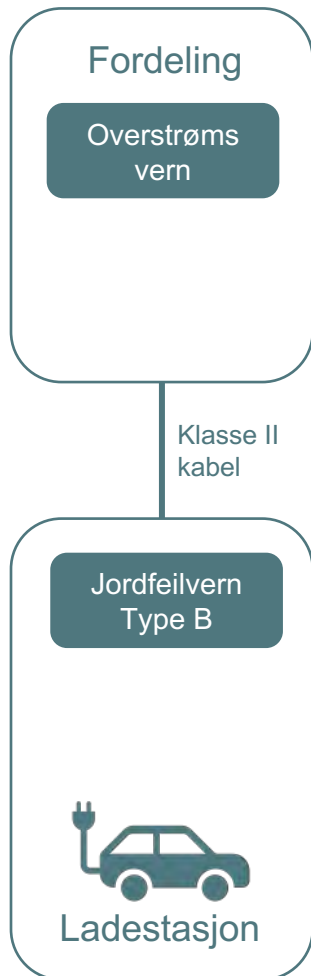 Fordeling
Overstrøms
vern
Klasse II
kabel
Jordfeilvern
Type B
Ladestasjon